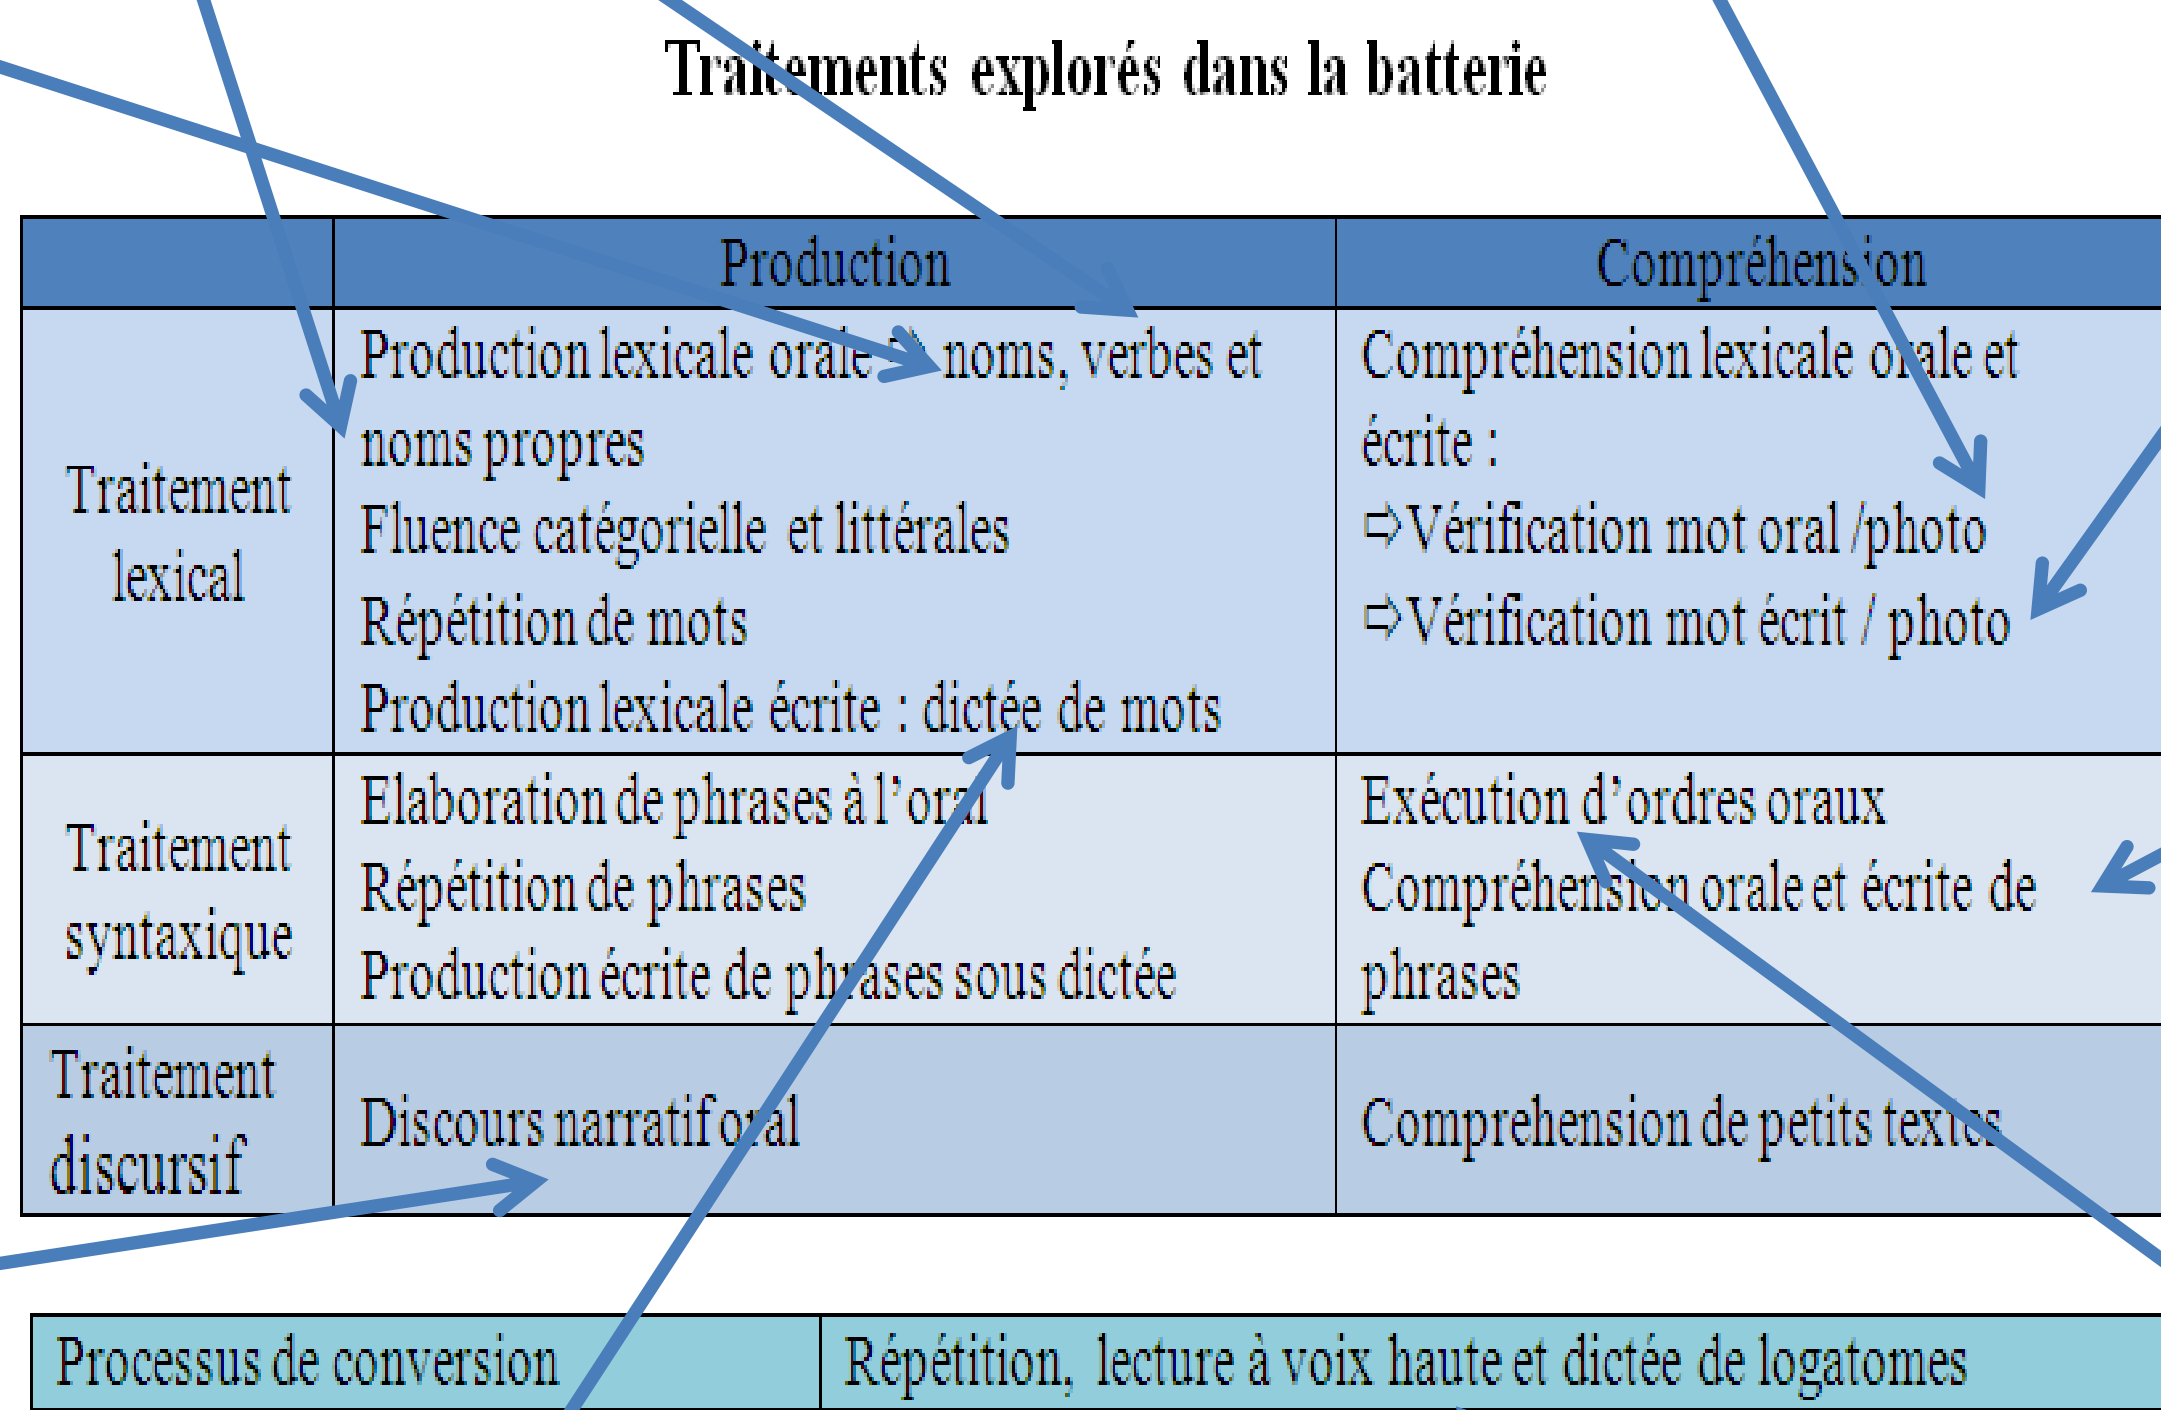 Traitements explorés dans la batterie
Production
Compréhension
Traitement
lexical
Production lexicale orale ⇨ noms, verbes et
noms propres
Fluence catégorielle et littérales
Répétition de mots
Production lexicale écrite : dictée de mots
Compréhension lexicale orale et
écrite :
⇨Vérification mot oral /photo
⇨Vérification mot écrit / photo
Traitement
syntaxique
Elaboration de phrases à l’oral
Répétition de phrases
Production écrite de phrases sous dictée
Exécution d’ordres oraux
Compréhension orale et écrite de
phrases
Traitement
discursif
Discours narratif oral
Comprehension de petits textes
Processus de conversion
Répétition, lecture à voix haute et dictée de logatomes